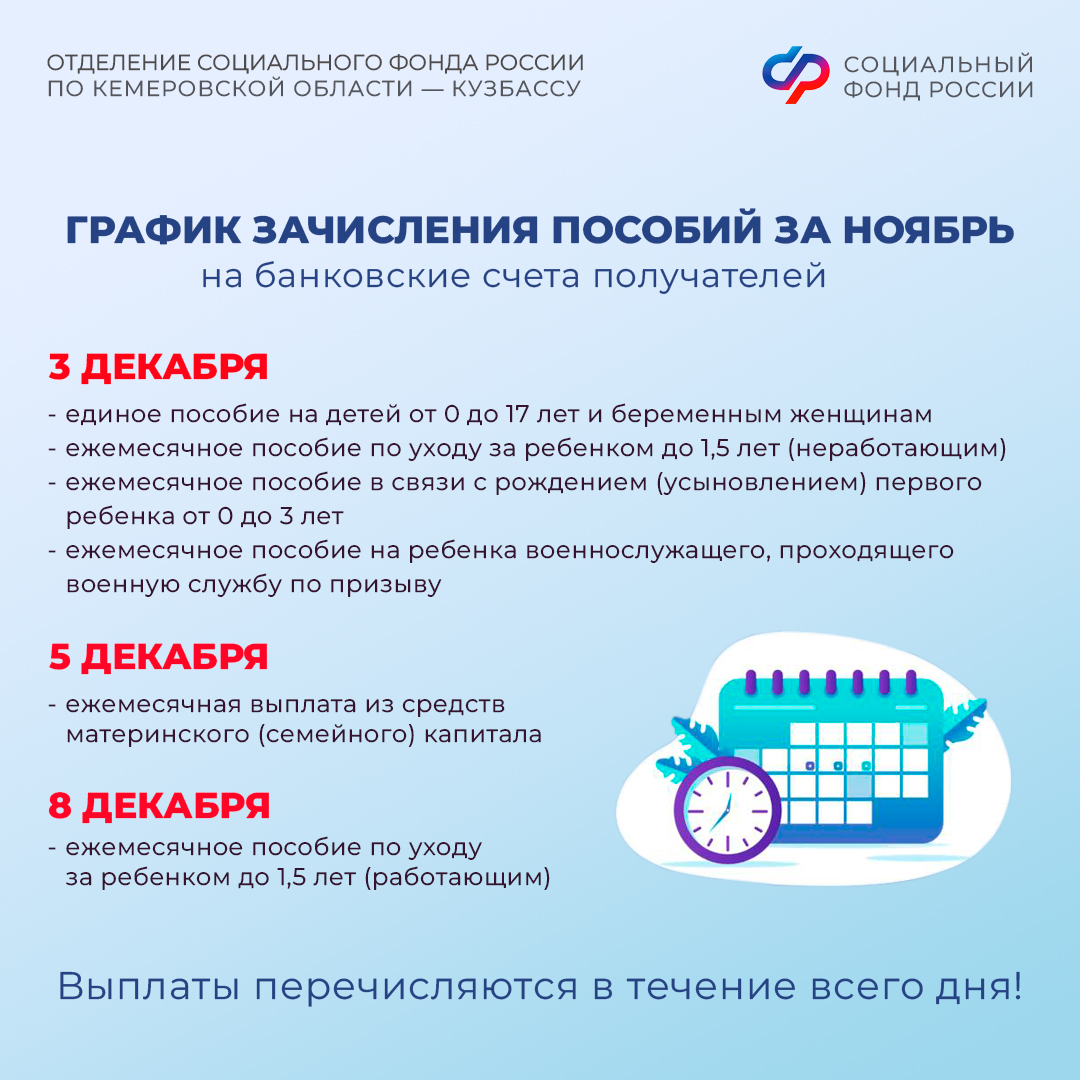 ОТДЕЛЕНИЕ СОЦИАЛЬНОГО ФОНДА РОССИИ
ПО КЕМЕРОВСКОЙ ОБЛАСТИ — КУЗБАССУ
СОЦИАЛЬНЫЙ
ФОНД РОССИИ
ГРАФИК ЗАЧИСЛЕНИЯ ПОСОБИЙ ЗА НОЯБРЬ
на банковские счета получателей
3 ДЕКАБРЯ
- единое пособие на детей от 0 до 17 лет и беременным женщинам
- ежемесячное пособие по уходу за ребенком до 1,5 лет (неработающим)
- ежемесячное пособие в связи с рождением (усыновлением) первого
ребенка от 0 до 3 лет
- ежемесячное пособие на ребенка военнослужащего, проходящего
военную службу по призыву
5 ДЕКАБРЯ
- ежемесячная выплата из средств
материнского (семейного) капитала
8 ДЕКАБРЯ
- ежемесячное пособие по уходу
за ребенком до 1,5 лет (работающим)
Выплаты перечисляются в течение всего дня!